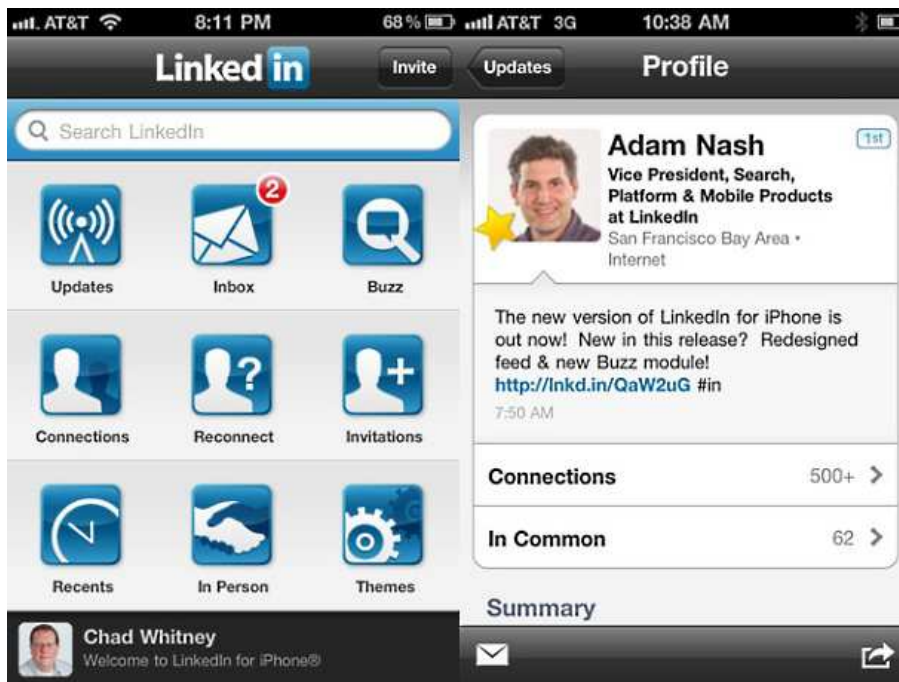 AT&T 8:11 PM 68 %
Linked in Invite
Search LinkedIn
2
Updates Inbox Buzz
Connections Reconnect Invitations
Recents In Person Themes
Chad Whitney
Welcome to LinkedIn for iPhone®
AT&T 3G 10:38 AM
Updates Profile
Adam Nash 1st
Vice President, Search,
Platform & Mobile Products
at LinkedIn
San Francisco Bay Area •
Internet
The new version of LinkedIn for iPhone is
out now! New in this release? Redesigned
feed & new Buzz module!
http://lnkd.in/QaW2uG #in
7:50 AM
Connections 500+
In Common 62
Summary